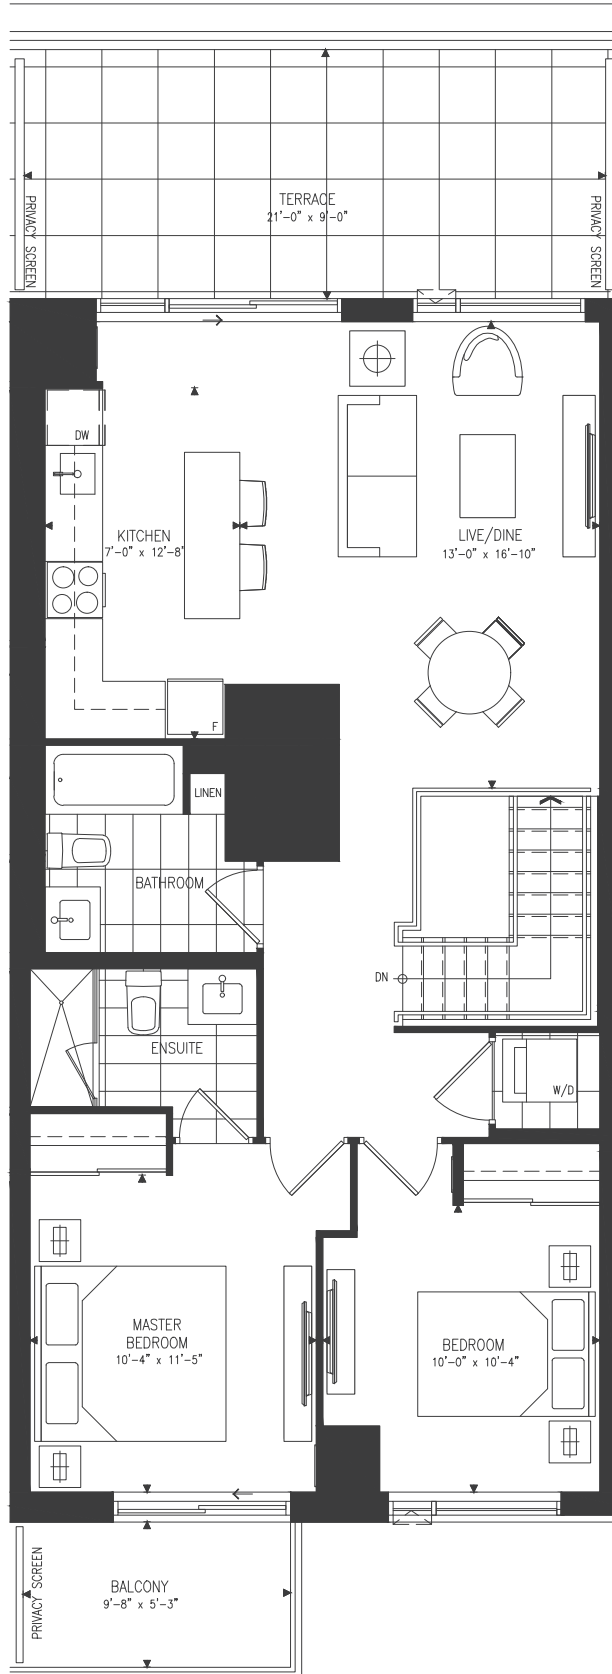 TERRACE
21'-0" x 9'-0"
PRIVACY SCREEN
PRIVACY SCREEN
DW
KITCHEN
7'-0" x 12'-8"
LIVE/DINE
13'-0" x 16'-10"
F
LINEN
BATHROOM
DN
ENSUITE
W/D
MASTER
BEDROOM
10'-4" x 11'-5"
BEDROOM
10'-0" x 10'-4"
PRIVACY SCREEN
BALCONY
9'-8" x 5'-3"